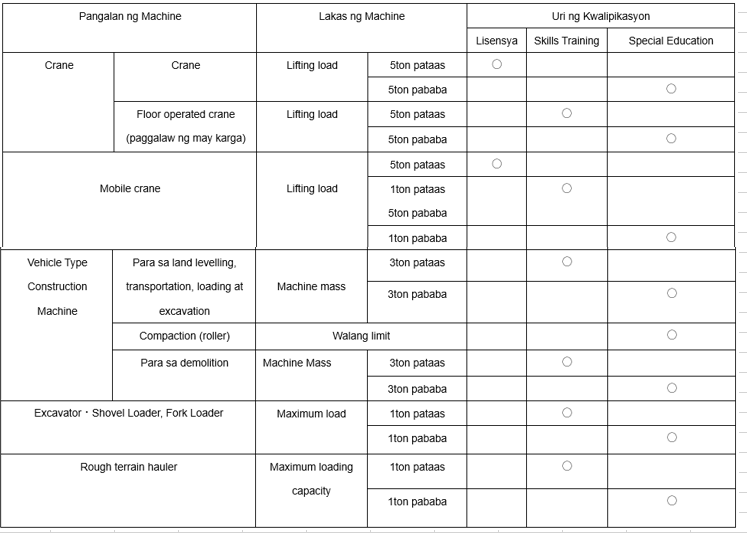 Pangalan ng Machine Lakas ng Machine Uri ng Kwalipikasyon
Lisensya Skills Training Special Education
Crane Crane Lifting load 5ton pataas ○
5ton pababa ○
Floor operated crane Lifting load 5ton pataas ○
(paggalaw ng may karga) 5ton pababa ○
5ton pataas ○
Mobile crane Lifting load 1ton pataas ○
5ton pababa
1ton pababa ○
Vehicle Type Para sa land levelling, 3ton pataas ○
Construction transportation, loading at Machine mass 3ton pababa ○
Machine excavation
Compaction (roller) Walang limit ○
Para sa demolition Machine Mass 3ton pataas ○
3ton pababa ○
Excavator・Shovel Loader, Fork Loader Maximum load 1ton pataas ○
1ton pababa ○
Rough terrain hauler Maximum loading 1ton pataas ○
capacity 1ton pababa ○